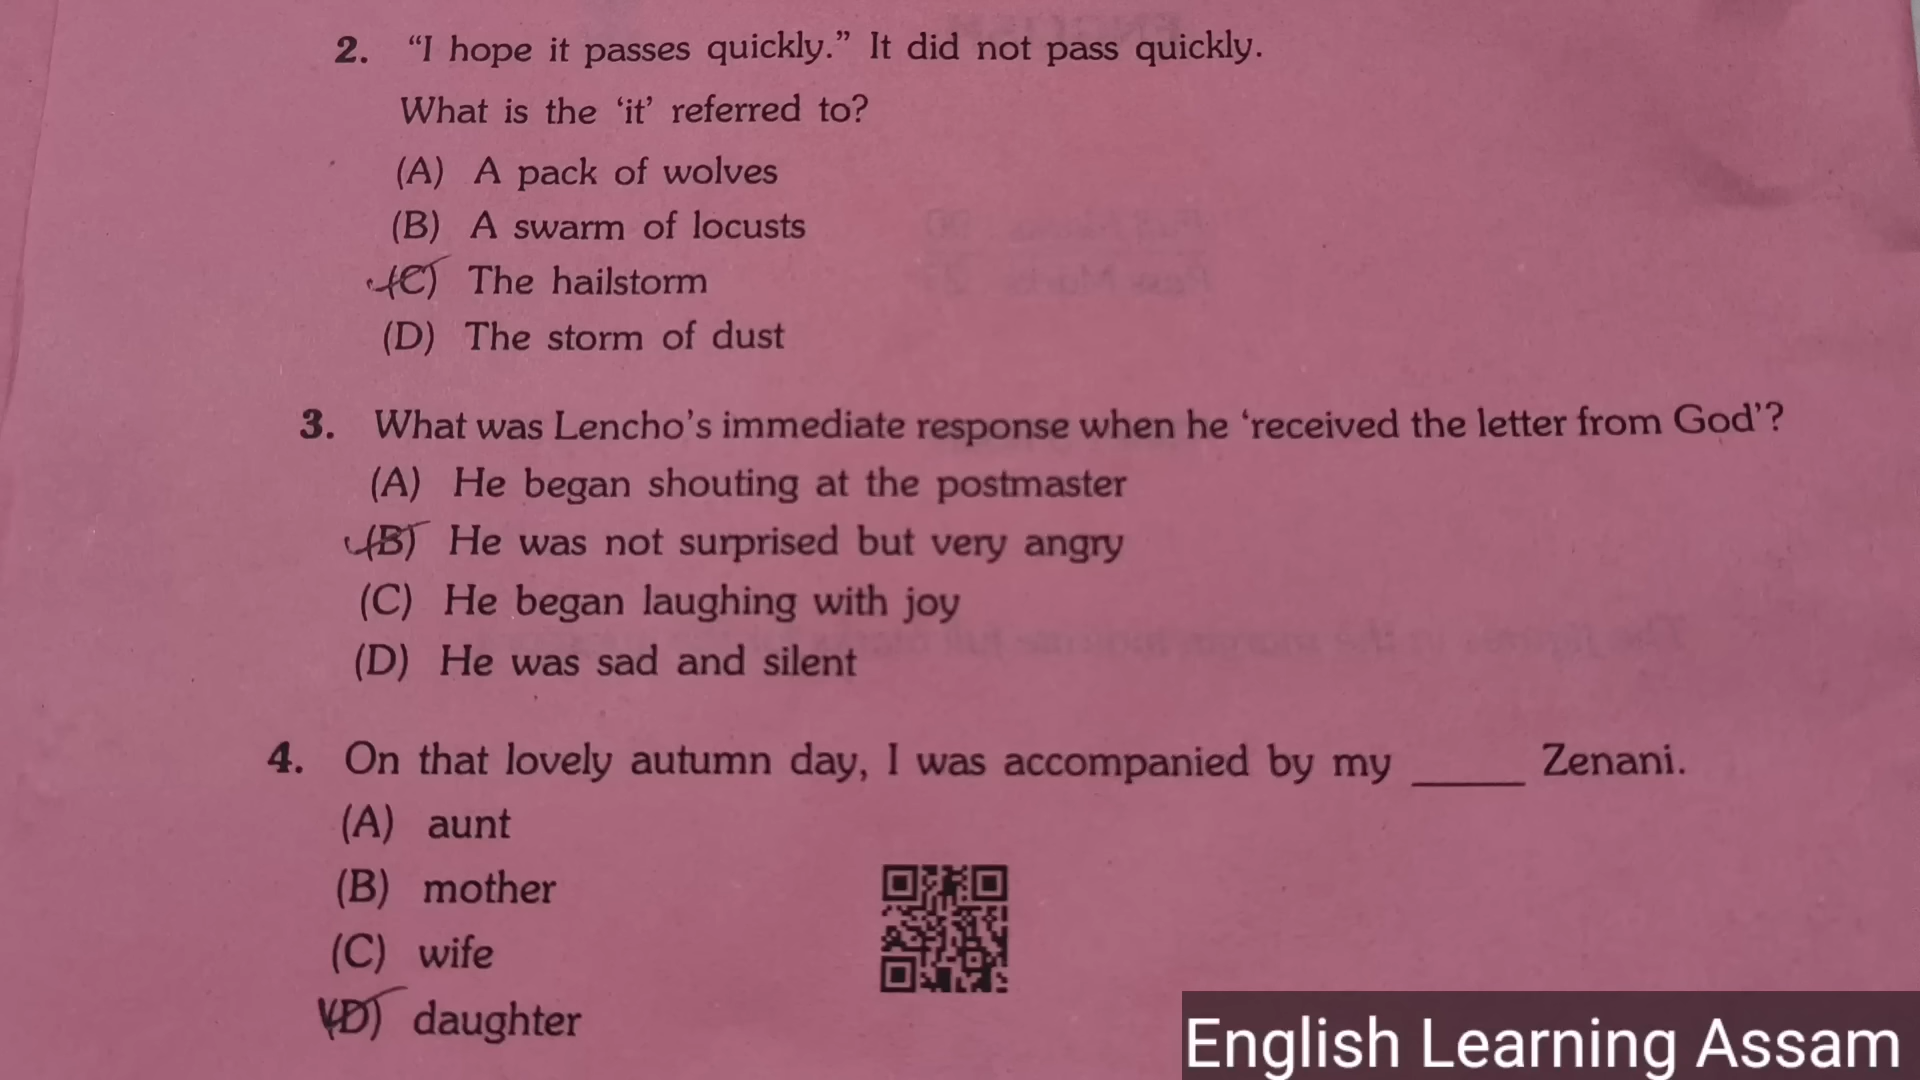 2. “I hope it passes quickly.” It did not pass quickly.
What is the ‘it’ referred to?
(A) A pack of wolves
(B) A swarm of locusts
(C) The hailstorm
(D) The storm of dust
3. What was Lencho’s immediate response when he ‘received the letter from God’?
(A) He began shouting at the postmaster
(B) He was not surprised but very angry
(C) He began laughing with joy
(D) He was sad and silent
4. On that lovely autumn day, I was accompanied by my _____ Zenani.
(A) aunt
(B) mother
(C) wife
(D) daughter
English Learning Assam